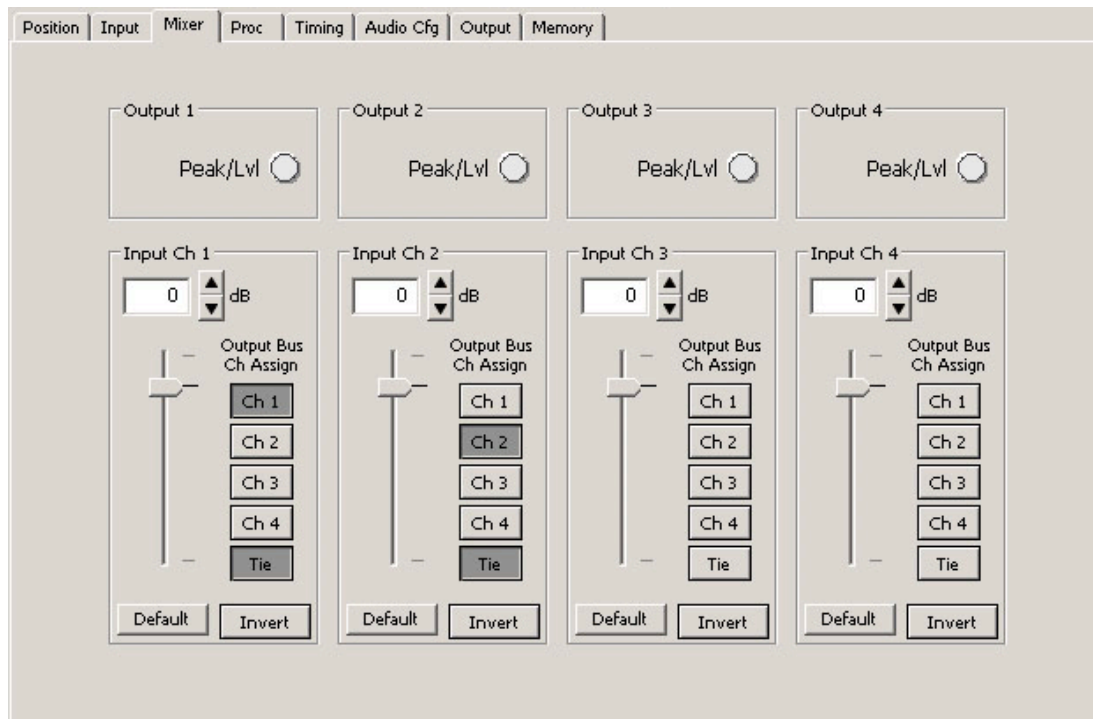 Position Input Mixer Proc Timing Audio Cfg Output Memory
Output 1 Output 2 Output 3 Output 4
Peak/Lvl Peak/Lvl Peak/Lvl Peak/Lvl
Input Ch 1 Input Ch 2 Input Ch 3 Input Ch 4
0 dB 0 dB 0 dB 0 dB
Output Bus Output Bus Output Bus Output Bus
Ch Assign Ch Assign Ch Assign Ch Assign
Ch 1 Ch 1 Ch 1 Ch 1
Ch 2 Ch 2 Ch 2 Ch 2
Ch 3 Ch 3 Ch 3 Ch 3
Ch 4 Ch 4 Ch 4 Ch 4
Tie Tie Tie Tie
Default Invert Default Invert Default Invert Default Invert